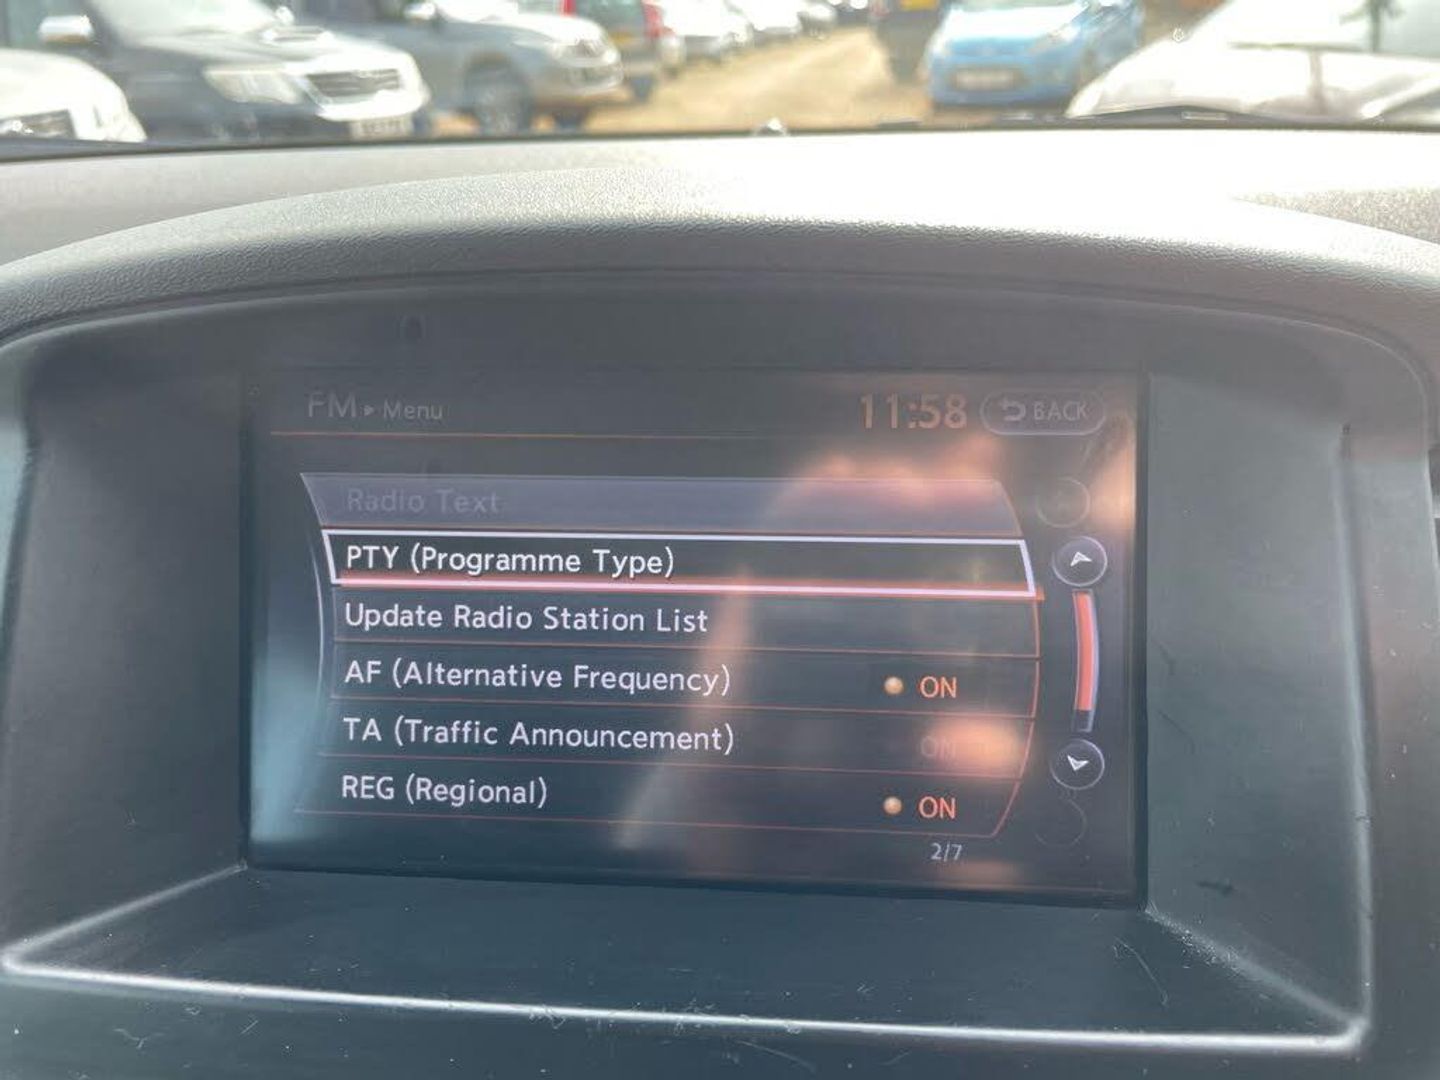 FM ▸ Menu 11:58 BACK
Radio Text
PTY (Programme Type)
Update Radio Station List
AF (Alternative Frequency) ON
TA (Traffic Announcement) ON
REG (Regional) ON
2/7